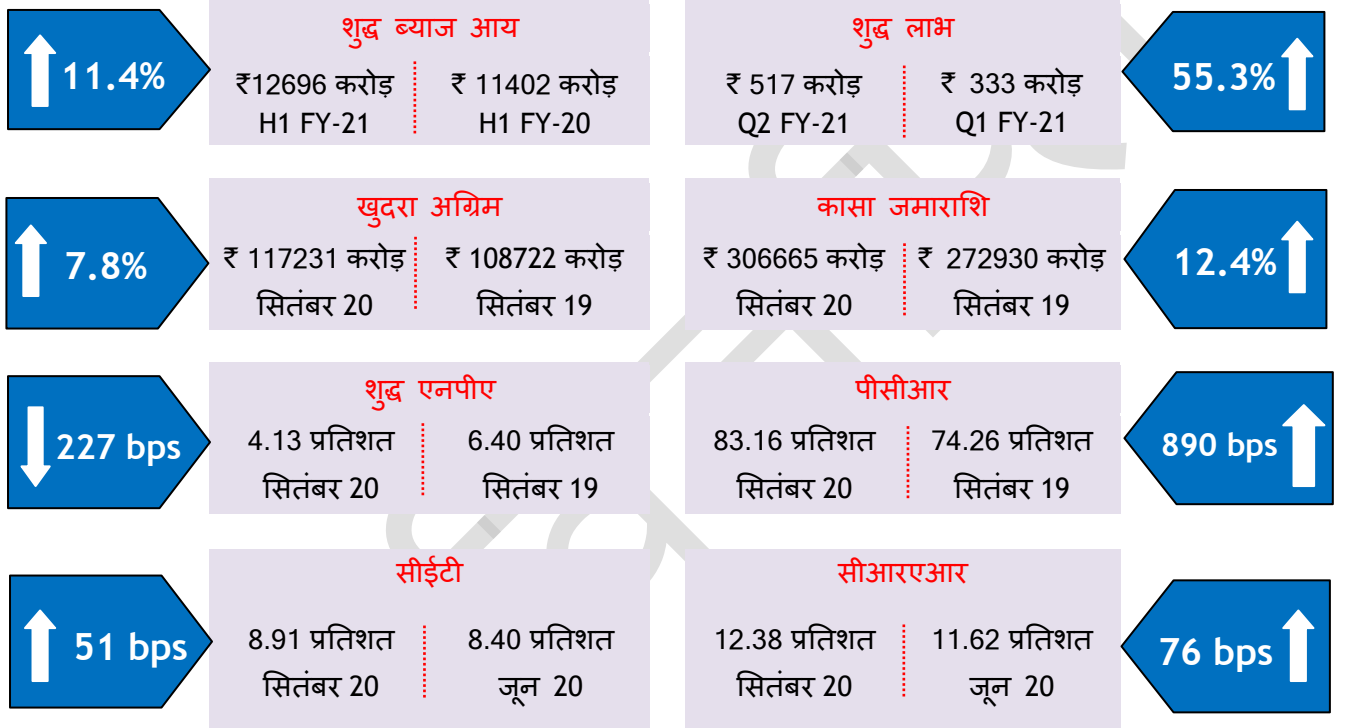 11.4%
शुद्ध ब्याज आय
₹12696 करोड़ ₹ 11402 करोड़
H1 FY-21 H1 FY-20
शुद्ध लाभ
₹ 517 करोड़ ₹ 333 करोड़
Q2 FY-21 Q1 FY-21
55.3%
7.8%
खुदरा अग्रिम
₹ 117231 करोड़ ₹ 108722 करोड़
सितंबर 20 सितंबर 19
कासा जमाराशि
₹ 306665 करोड़ ₹ 272930 करोड़
सितंबर 20 सितंबर 19
12.4%
227 bps
शुद्ध एनपीए
4.13 प्रतिशत 6.40 प्रतिशत
सितंबर 20 सितंबर 19
पीसीआर
83.16 प्रतिशत 74.26 प्रतिशत
सितंबर 20 सितंबर 19
890 bps
51 bps
सीईटी
8.91 प्रतिशत 8.40 प्रतिशत
सितंबर 20 जून 20
सीआरएआर
12.38 प्रतिशत 11.62 प्रतिशत
सितंबर 20 जून 20
76 bps